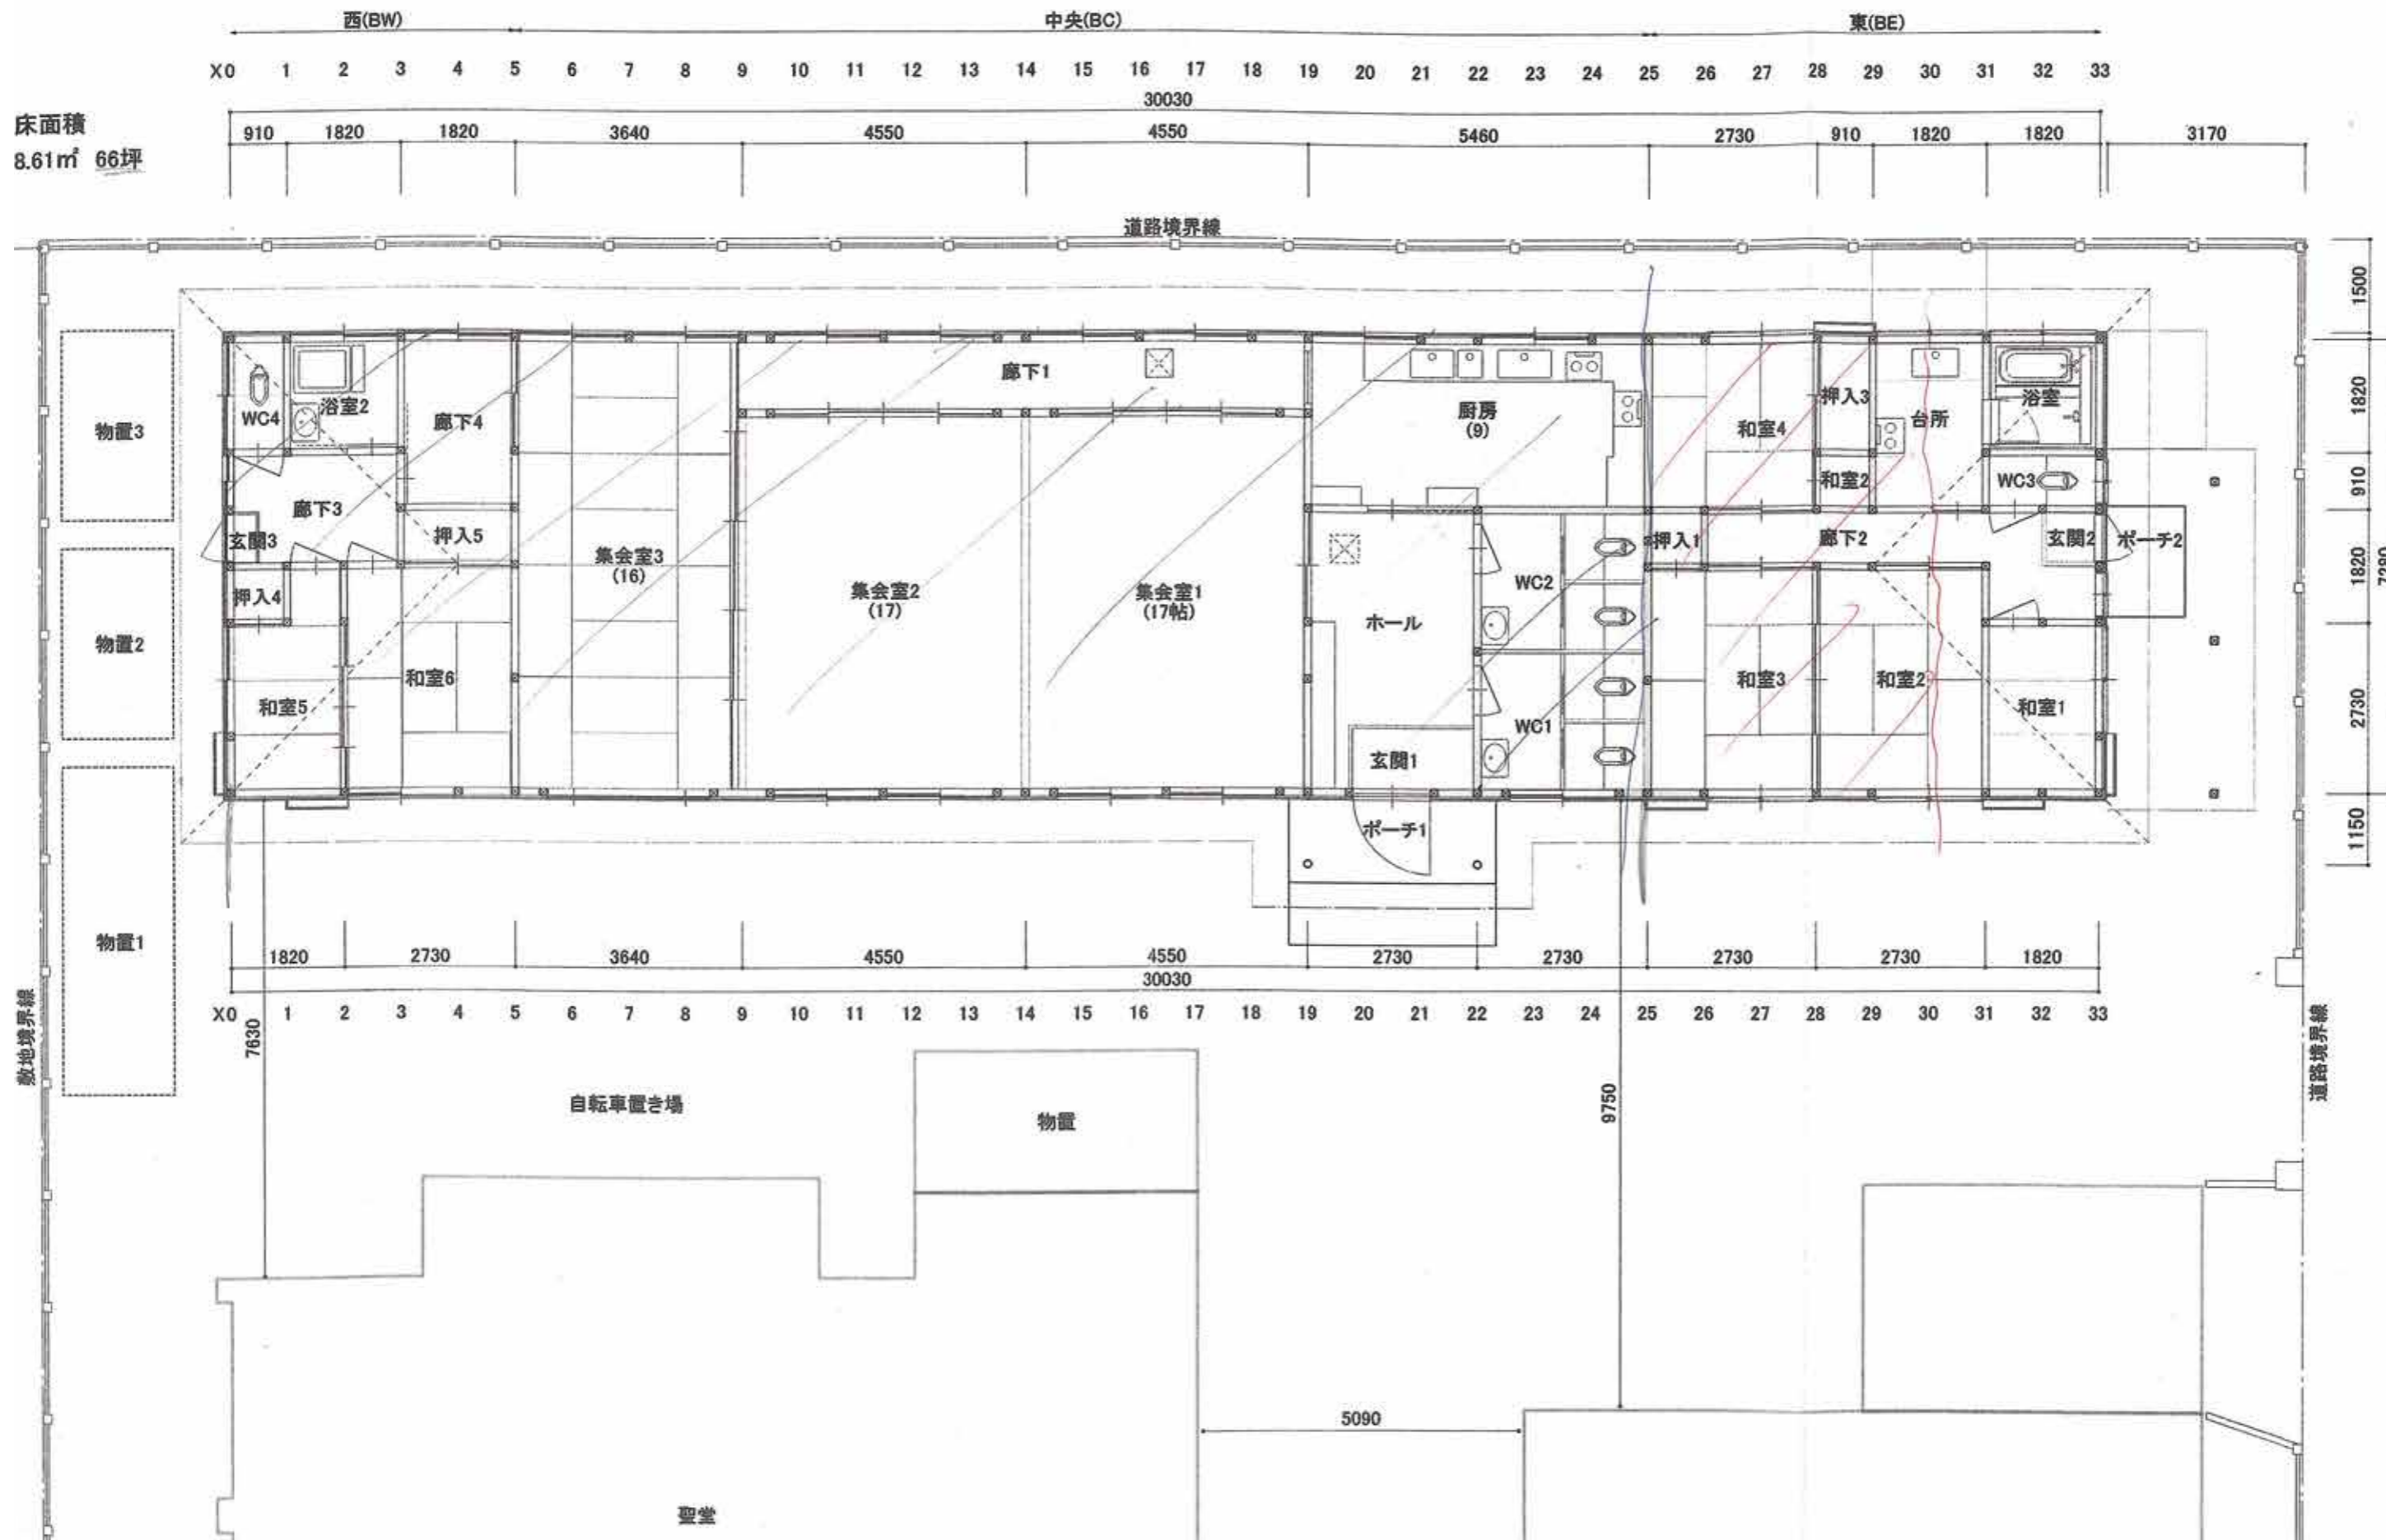 西(BW) 中央(BC) 東(BE)
X0 1 2 3 4 5 6 7 8 9 10 11 12 13 14 15 16 17 18 19 20 21 22 23 24 25 26 27 28 29 30 31 32 33
30030
床面積
910 1820 1820 3640 4550 4550 5460 2730 910 1820 1820 3170
8.61㎡ 66坪
道路境界線
1500
廊下1
WC4
浴室2
廊下4
厨房
(9)
和室4
押入3
台所
浴室
1820
物置3
和室2
WC3
910
廊下3
玄関3
押入5
集会室3
(16)
押入1
廊下2
玄関2
ポーチ2
1820
7280
押入4
集会室2
(17)
集会室1
(17帖)
WC2
ホール
物置2
和室5
和室6
WC1
和室3
和室2
和室1
2730
玄関1
ポーチ1
1150
物置1
1820 2730 3640 4550 4550 2730 2730 2730 2730 1820
30030
X0 1 2 3 4 5 6 7 8 9 10 11 12 13 14 15 16 17 18 19 20 21 22 23 24 25 26 27 28 29 30 31 32 33
7630
敷地境界線
道路境界線
自転車置き場
物置
9750
5090
聖堂